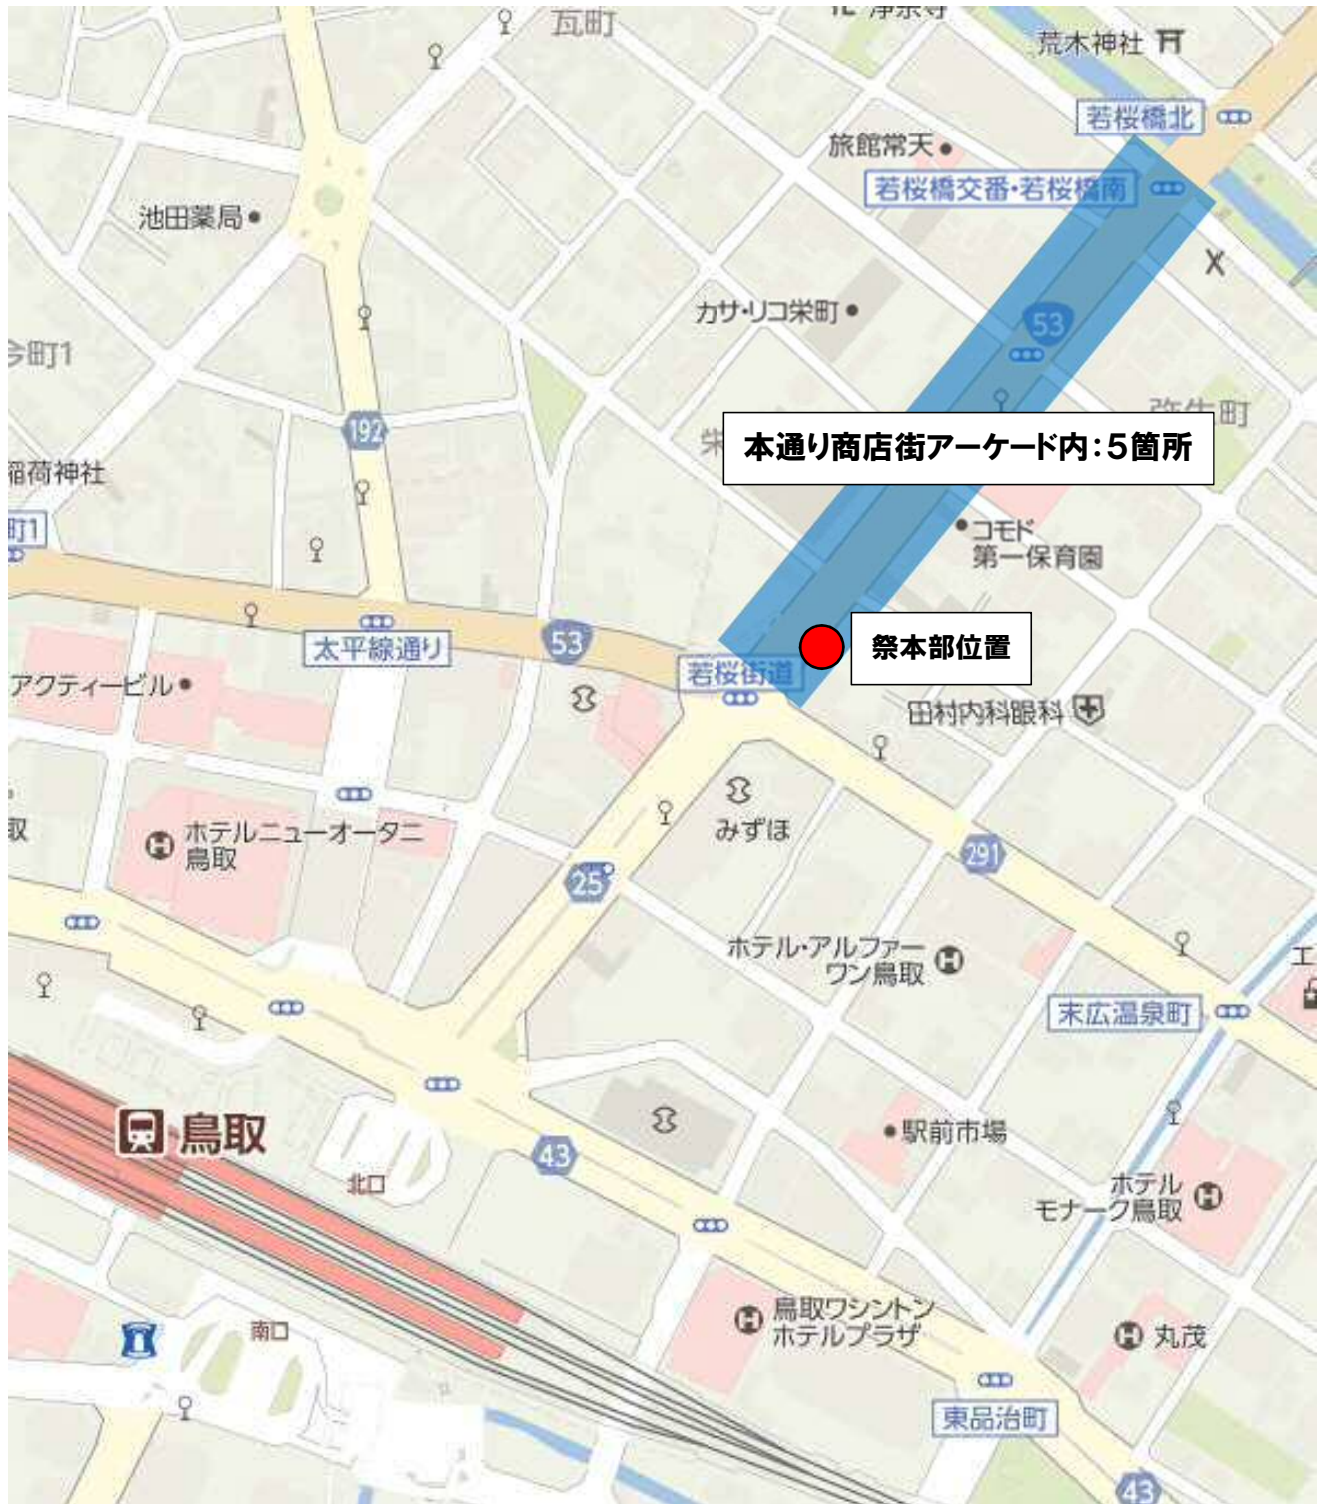 瓦町
荒木神社
若桜橋北
旅館常天
若桜橋交番・若桜橋南
池田薬局
カサ・リコ栄町
53
今町1
192
弥生町
本通り商店街アーケード内：５箇所
稲荷神社
町1
コモド
第一保育園
祭本部位置
太平線通り
53
若桜街道
アクティービル
田村内科眼科
みずほ
ホテルニューオータニ
鳥取
取
25
291
ホテル・アルファー
ワン鳥取
末広温泉町
工
鳥取
北口
43
駅前市場
ホテル
モナーク鳥取
鳥取ワシントン
ホテルプラザ
南口
丸茂
東品治町
43